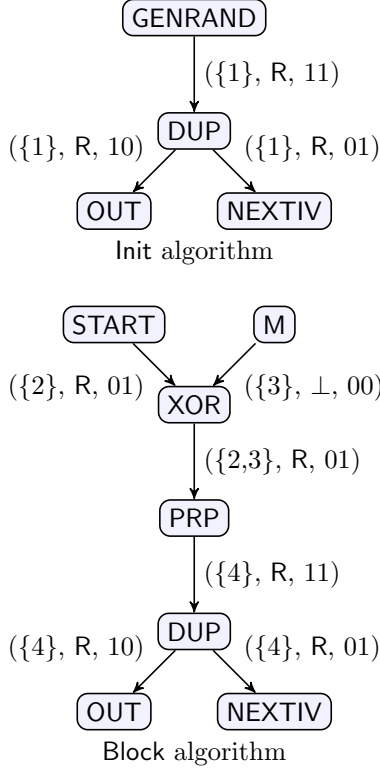 GENRAND
({1}, R, 11)
DUP
({1}, R, 10) ({1}, R, 01)
OUT NEXTIV
Init algorithm
START M
({2}, R, 01) ({3}, ⊥, 00)
XOR
({2,3}, R, 01)
PRP
({4}, R, 11)
DUP
({4}, R, 10) ({4}, R, 01)
OUT NEXTIV
Block algorithm